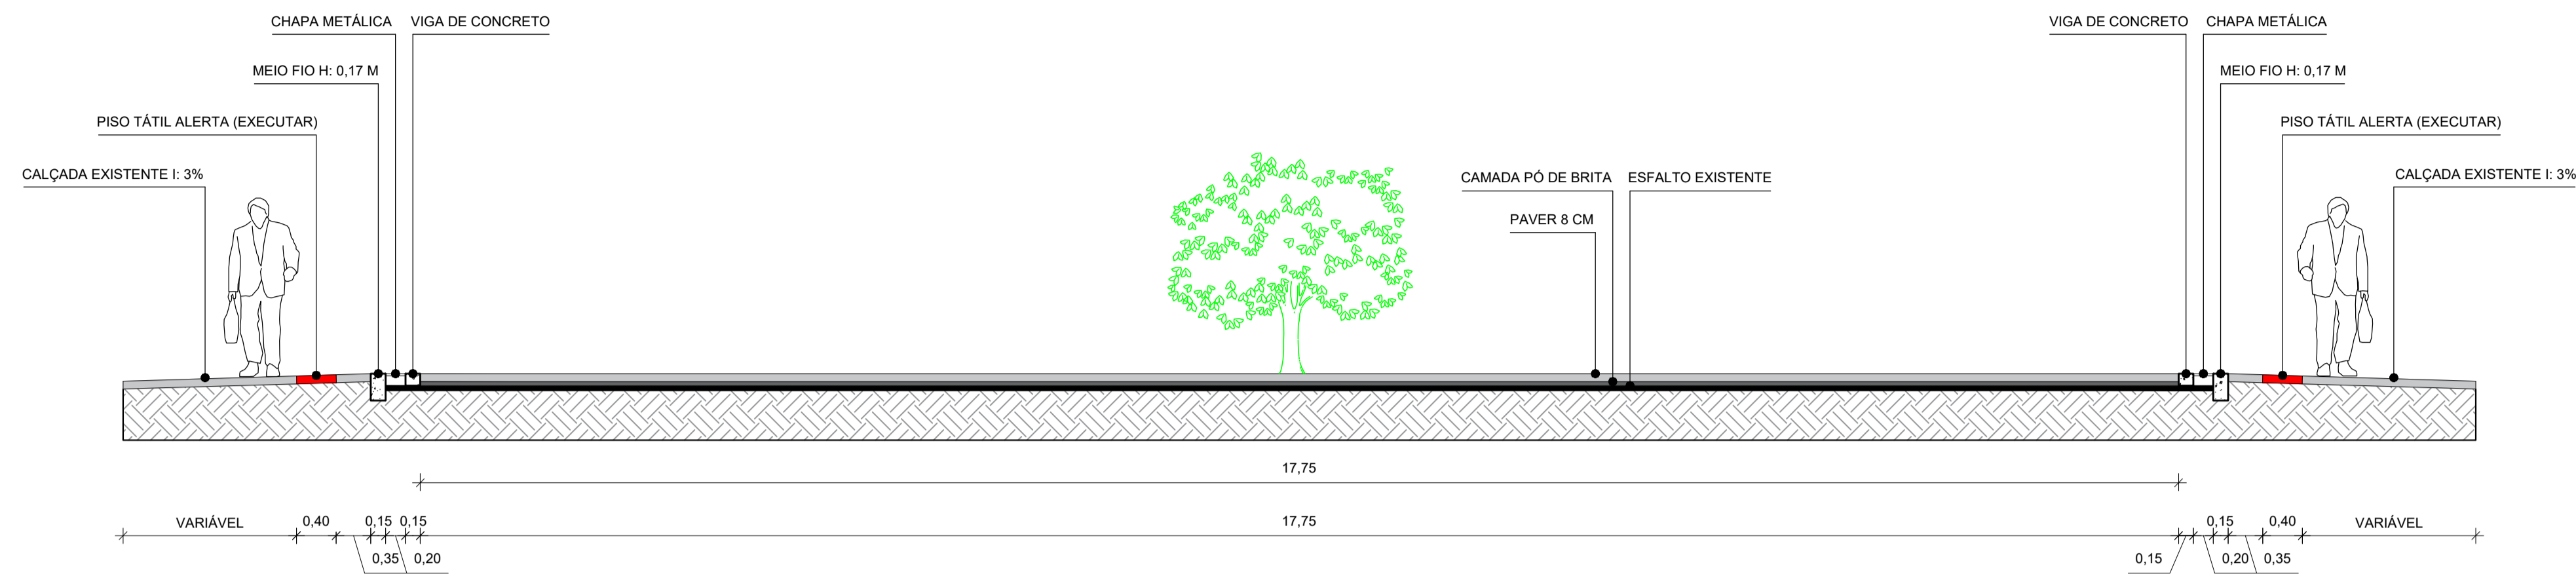 CHAPA METÁLICA VIGA DE CONCRETO
VIGA DE CONCRETO CHAPA METÁLICA
MEIO FIO H: 0,17 M
MEIO FIO H: 0,17 M
PISO TÁTIL ALERTA (EXECUTAR)
PISO TÁTIL ALERTA (EXECUTAR)
CALÇADA EXISTENTE I: 3%
CAMADA PÓ DE BRITA ESFALTO EXISTENTE
CALÇADA EXISTENTE I: 3%
PAVER 8 CM
17,75
VARIÁVEL 0,40 0,15 0,15 17,75 0,15 0,40 VARIÁVEL
0,35 0,20 0,15 0,20 0,35